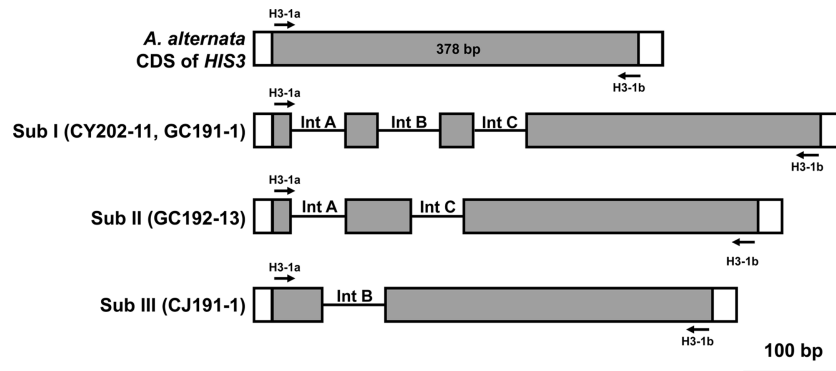 H3-1a
A. alternata
CDS of HIS3
378 bp
H3-1b
H3-1a
Sub I (CY202-11, GC191-1)
Int A
Int B
Int C
H3-1b
H3-1a
Sub II (GC192-13)
Int A
Int C
H3-1b
H3-1a
Sub III (CJ191-1)
Int B
H3-1b
100 bp